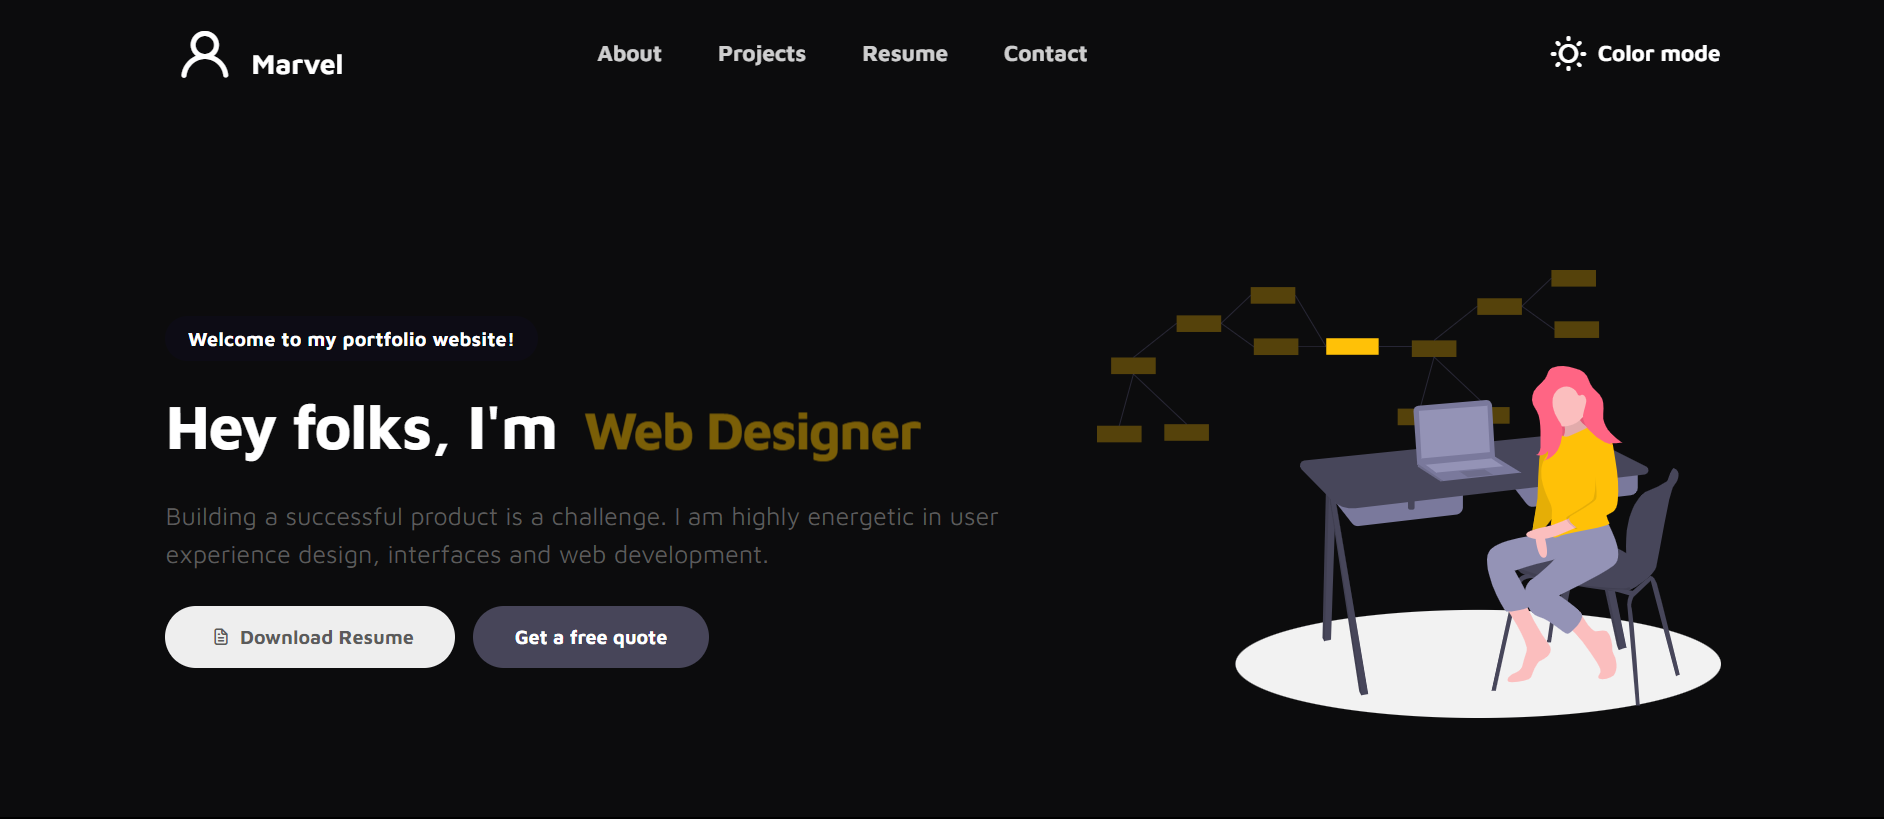 Marvel
About
Projects
Resume
Contact
Color mode
Welcome to my portfolio website!
Hey folks, I'm Web Designer
Building a successful product is a challenge. I am highly energetic in user
experience design, interfaces and web development.
Download Resume
Get a free quote